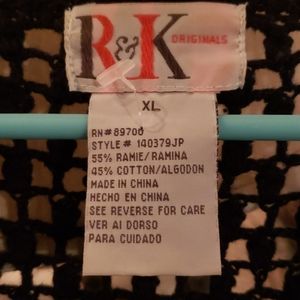 R&K ORIGINALS
XL
RN# 89700
STYLE # 140379JP
55% RAMIE/RAMINA
45% COTTON/ALGODON
MADE IN CHINA
HECHO EN CHINA
SEE REVERSE FOR CARE
VER AI DORSO
PARA CUIDADO